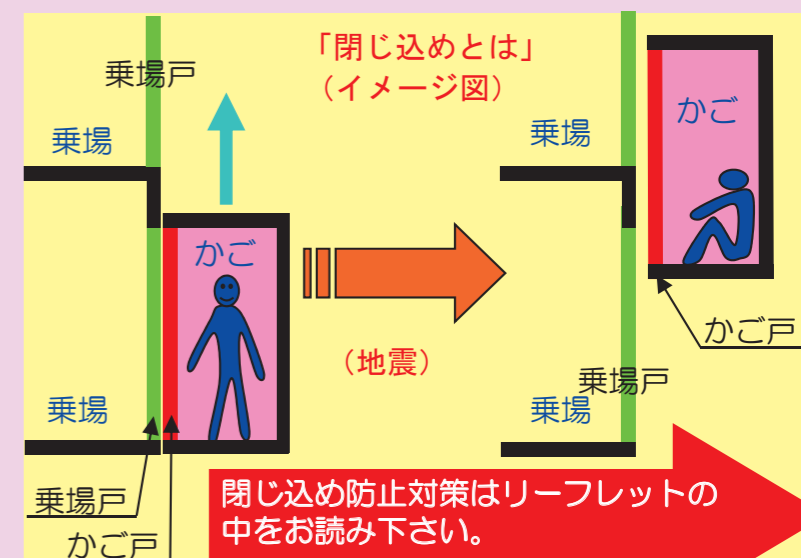 「閉じ込めとは」
（イメージ図）
乗場戸
乗場
かご
乗場
乗場戸
かご戸
（地震）
乗場
かご
かご戸
乗場戸
乗場
閉じ込め防止対策はリーフレットの
中をお読み下さい。